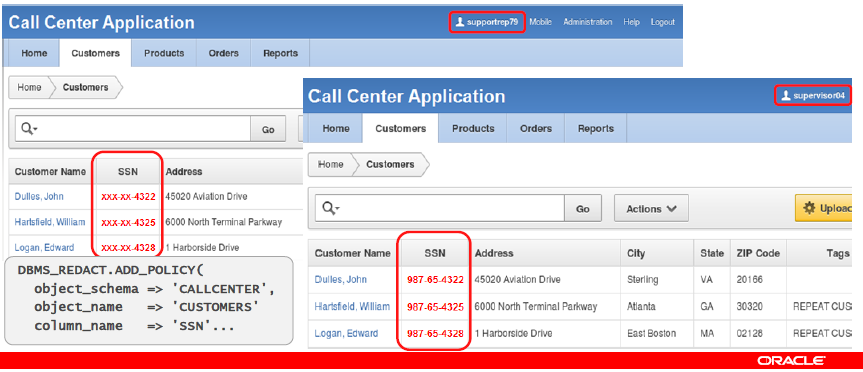 Call Center Application
supportrep79 Mobile Administration Help Logout
Home Customers Products Orders Reports
Home Customers
Go
Customer Name SSN Address
Dulles, John xxx-xx-4322 45020 Aviation Drive
Hartsfield, William xxx-xx-4325 6000 North Terminal Parkway
Logan, Edward xxx-xx-4328 1 Harborside Drive
DBMS_REDACT.ADD_POLICY(
object_schema => 'CALLCENTER',
object_name => 'CUSTOMERS'
column_name => 'SSN'...
Call Center Application
supervisor04
Home Customers Products Orders Reports
Home Customers
Go Actions Uploa
Customer Name SSN Address City State ZIP Code Tags
Dulles, John 987-65-4322 45020 Aviation Drive Sterling VA 20166
Hartsfield, William 987-65-4325 6000 North Terminal Parkway Atlanta GA 30320 REPEAT CUS
Logan, Edward 987-65-4328 1 Harborside Drive East Boston MA 02128 REPEAT CUS
ORACLE